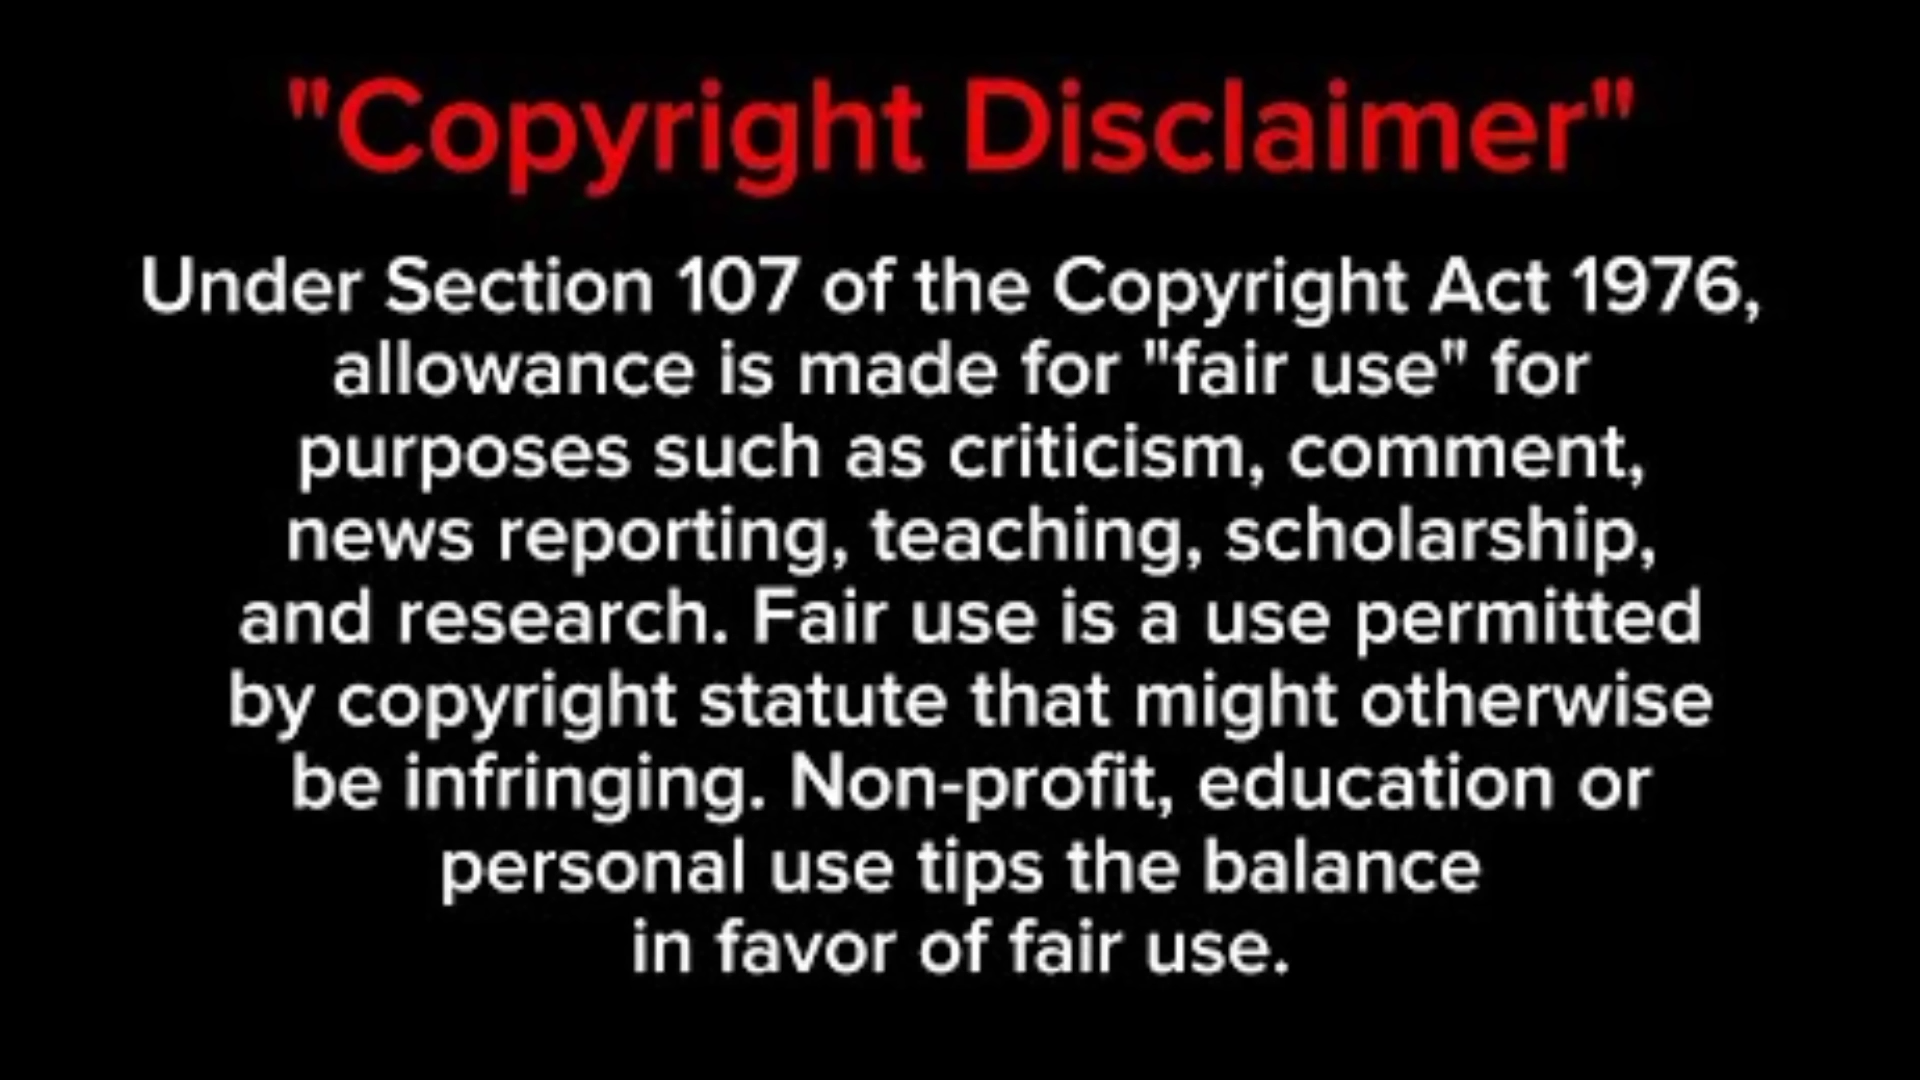 "Copyright Disclaimer"
Under Section 107 of the Copyright Act 1976,
allowance is made for "fair use" for
purposes such as criticism, comment,
news reporting, teaching, scholarship,
and research. Fair use is a use permitted
by copyright statute that might otherwise
be infringing. Non-profit, education or
personal use tips the balance
in favor of fair use.